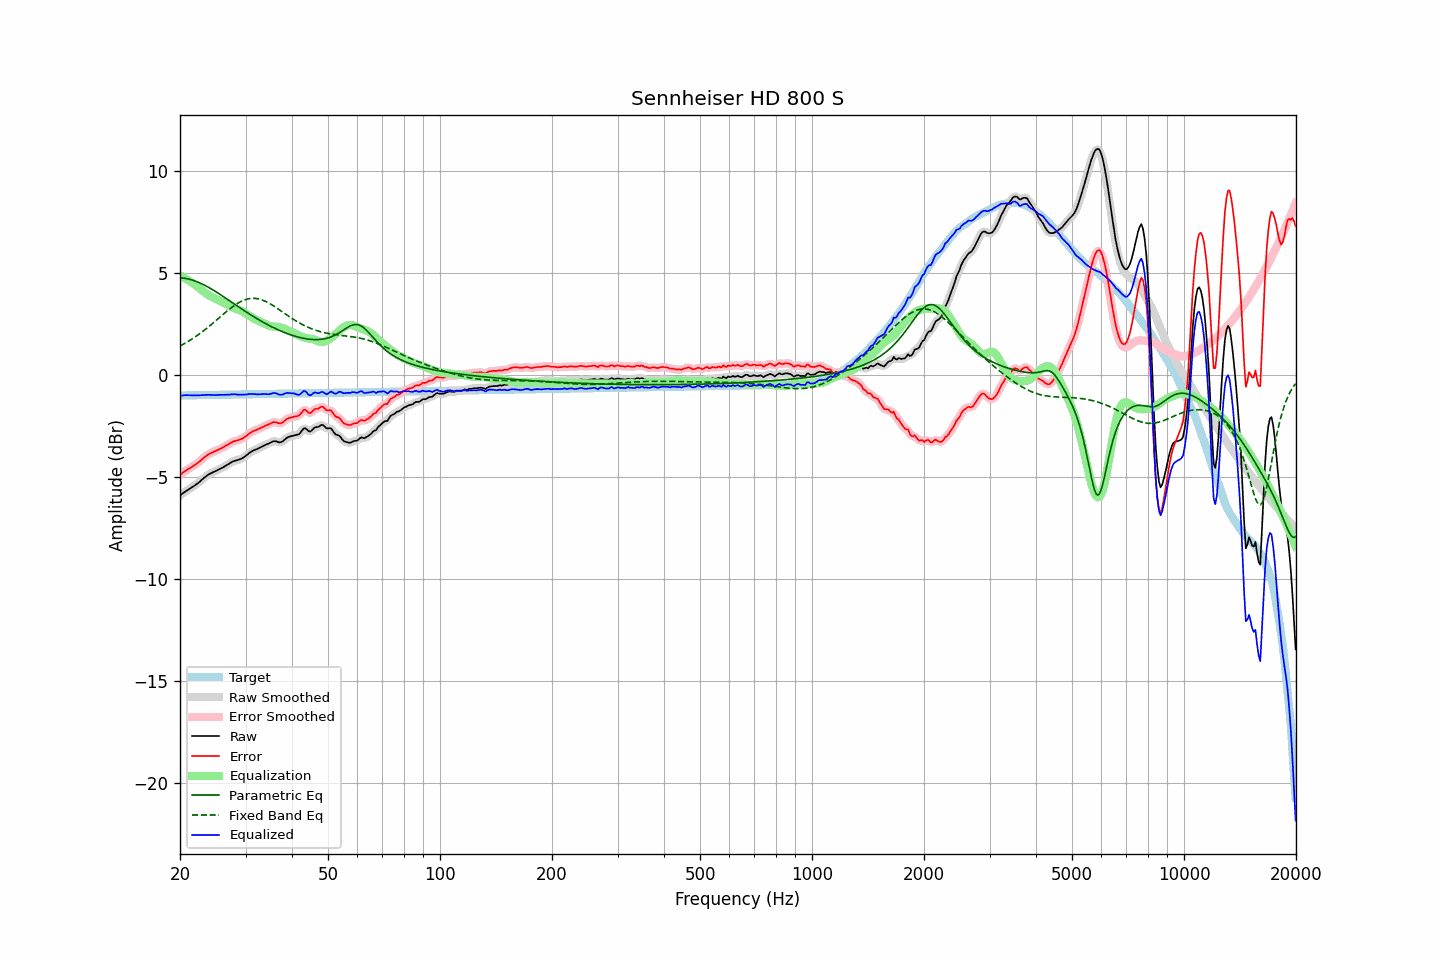 Sennheiser HD 800 S
Amplitude (dBr)
10
5
0
−5
−10
−15
−20
Target
Raw Smoothed
Error Smoothed
Raw
Error
Equalization
Parametric Eq
Fixed Band Eq
Equalized
20 50 100 200 500 1000 2000 5000 10000 20000
Frequency (Hz)